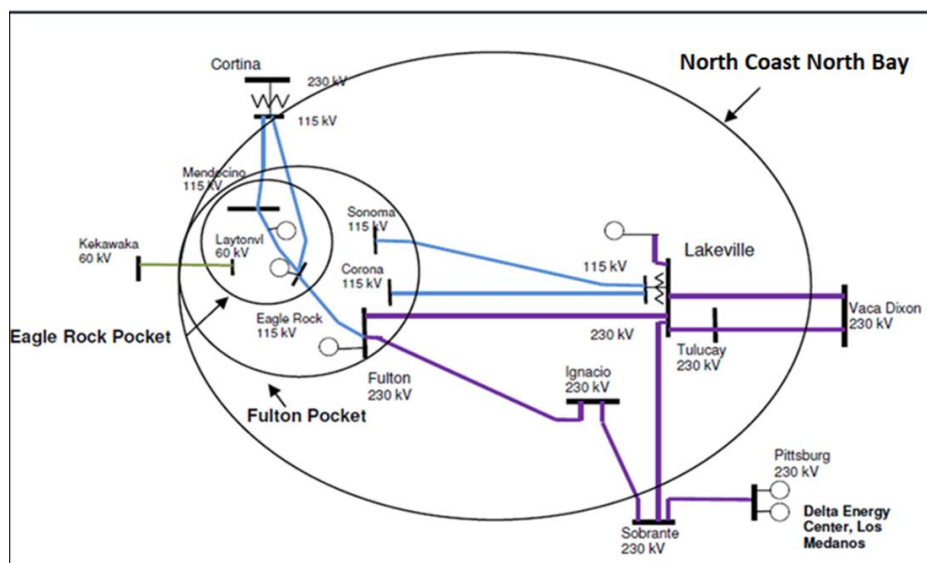 North Coast North Bay
Cortina
230 kV
115 kV
Mendocino
115 kV
Sonoma
115 kV
Laytonvl
60 kV
Kekawaka
60 kV
Lakeville
115 kV
Corona
115 kV
Vaca Dixon
230 kV
Eagle Rock
115 kV
Eagle Rock Pocket
230 kV
Tulucay
230 kV
Fulton
230 kV
Ignacio
230 kV
Fulton Pocket
Pittsburg
230 kV
Delta Energy
Center, Los
Medanos
Sobrante
230 kV